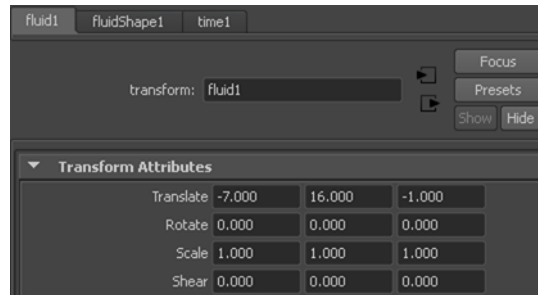 fluid1 fluidShape1 time1
Focus
transform: fluid1
Presets
Show Hide
Transform Attributes
Translate -7.000 16.000 -1.000
Rotate 0.000 0.000 0.000
Scale 1.000 1.000 1.000
Shear 0.000 0.000 0.000